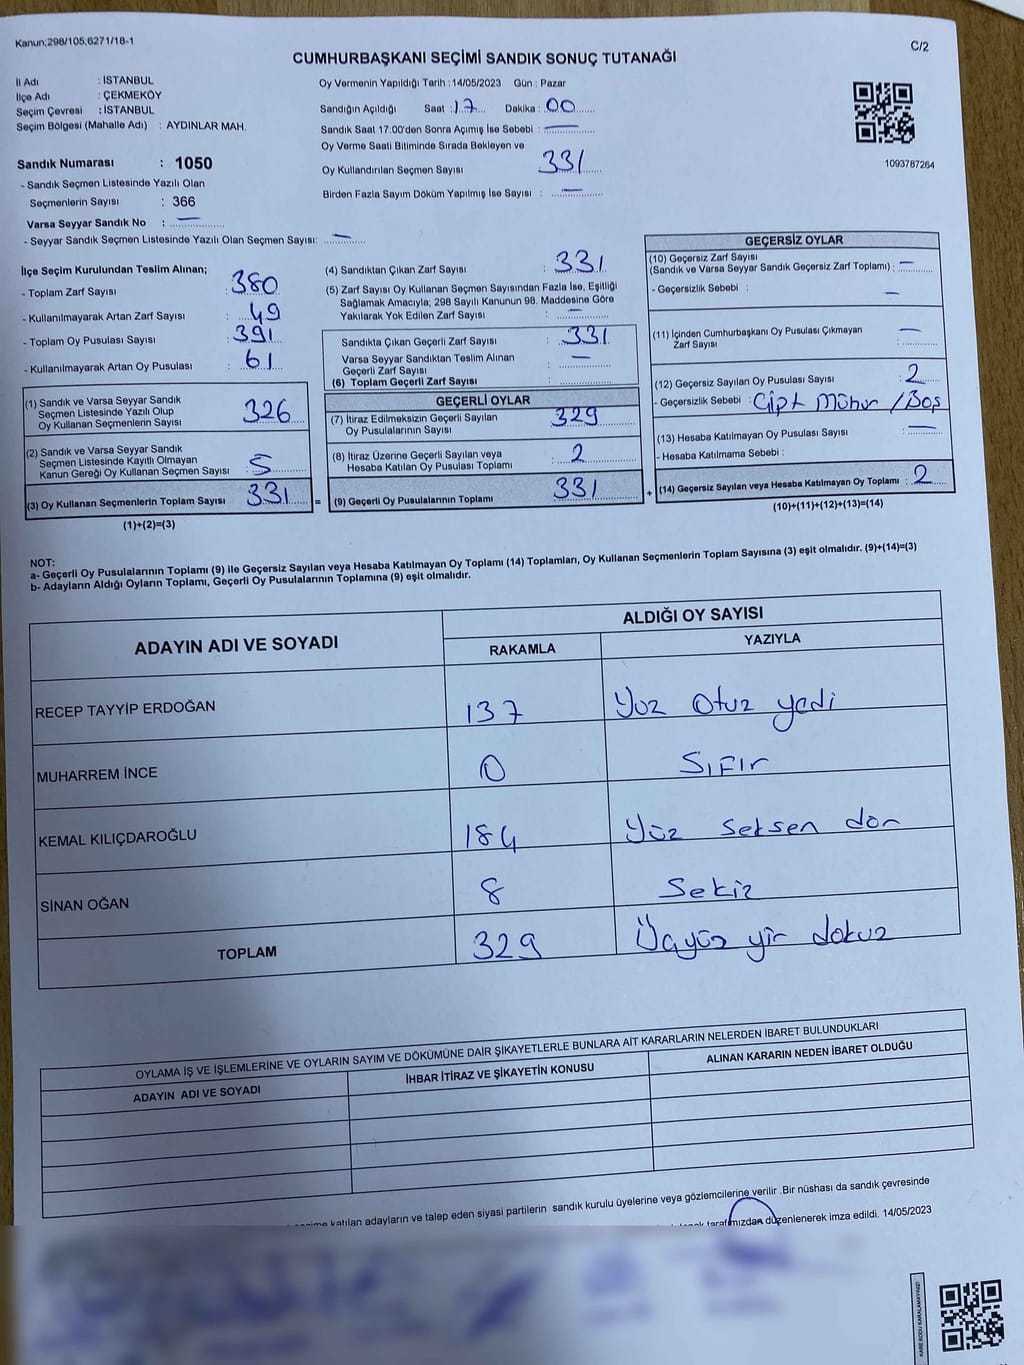 Kanun,298/105,6271/18-1
C/2
CUMHURBAŞKANI SEÇİMİ SANDIK SONUÇ TUTANAĞI
İl Adı : İSTANBUL
İlçe Adı : ÇEKMEKÖY
Seçim Çevresi : İSTANBUL
Seçim Bölgesi (Mahalle Adı) : AYDINLAR MAH.
Sandık Numarası : 1050
- Sandık Seçmen Listesinde Yazılı Olan
Seçmenlerin Sayısı : 366
Varsa Seyyar Sandık No : —
- Seyyar Sandık Seçmen Listesinde Yazılı Olan Seçmen Sayısı: —
Oy Vermenin Yapıldığı Tarih : 14/05/2023 Gün : Pazar
Sandığın Açıldığı Saat : 17 Dakika : 00
Sandık Saat 17:00'den Sonra Açımış İse Sebebi : —
Oy Verme Saati Bitiminde Sırada Bekleyen ve
Oy Kullandırılan Seçmen Sayısı 331
Birden Fazla Sayım Döküm Yapılmış İse Sayısı : —
1093787264
İlçe Seçim Kurulundan Teslim Alınan;
- Toplam Zarf Sayısı : 380
- Kullanılmayarak Artan Zarf Sayısı : 49
- Toplam Oy Pusulası Sayısı : 391
- Kullanılmayarak Artan Oy Pusulası : 61
(1) Sandık ve Varsa Seyyar Sandık
Seçmen Listesinde Yazılı Olup
Oy Kullanan Seçmenlerin Sayısı 326
(2) Sandık ve Varsa Seyyar Sandık
Seçmen Listesinde Kayıtlı Olmayan
Kanun Gereği Oy Kullanan Seçmen Sayısı 5
(3) Oy Kullanan Seçmenlerin Toplam Sayısı 331 =
(1)+(2)=(3)
(4) Sandıktan Çıkan Zarf Sayısı : 331
(5) Zarf Sayısı Oy Kullanan Seçmen Sayısından Fazla İse, Eşitliği
Sağlamak Amacıyla; 298 Sayılı Kanunun 98. Maddesine Göre
Yakılarak Yok Edilen Zarf Sayısı : —
Sandıkta Çıkan Geçerli Zarf Sayısı : 331
Varsa Seyyar Sandıktan Teslim Alınan
Geçerli Zarf Sayısı : —
(6) Toplam Geçerli Zarf Sayısı :
GEÇERLİ OYLAR
(7) İtiraz Edilmeksizin Geçerli Sayılan
Oy Pusulalarının Sayısı : 329
(8) İtiraz Üzerine Geçerli Sayılan veya
Hesaba Katılan Oy Pusulası Toplamı : 2
(9) Geçerli Oy Pusulalarının Toplamı : 331 +
GEÇERSİZ OYLAR
(10) Geçersiz Zarf Sayısı
(Sandık ve Varsa Seyyar Sandık Geçersiz Zarf Toplamı) : —
- Geçersizlik Sebebi : —
(11) İçinden Cumhurbaşkanı Oy Pusulası Çıkmayan
Zarf Sayısı : —
(12) Geçersiz Sayılan Oy Pusulası Sayısı : 2
- Geçersizlik Sebebi : Çipt Mühür / Boş
(13) Hesaba Katılmayan Oy Pusulası Sayısı : —
- Hesaba Katılmama Sebebi :
(14) Geçersiz Sayılan veya Hesaba Katılmayan Oy Toplamı : 2
(10)+(11)+(12)+(13)=(14)
NOT:
a- Geçerli Oy Pusulalarının Toplamı (9) ile Geçersiz Sayılan veya Hesaba Katılmayan Oy Toplamı (14) Toplamları, Oy Kullanan Seçmenlerin Toplam Sayısına (3) eşit olmalıdır. (9)+(14)=(3)
b- Adayların Aldığı Oyların Toplamı, Geçerli Oy Pusulalarının Toplamına (9) eşit olmalıdır.
ADAYIN ADI VE SOYADI
ALDIĞI OY SAYISI
RAKAMLA YAZIYLA
RECEP TAYYİP ERDOĞAN 137 Yüz Otuz yedi
MUHARREM İNCE 0 Sıfır
KEMAL KILIÇDAROĞLU 184 Yüz seksen dör
SİNAN OĞAN 8 Sekiz
TOPLAM 329 Üçyüz yir dokuz
OYLAMA İŞ VE İŞLEMLERİNE VE OYLARIN SAYIM VE DÖKÜMÜNE DAİR ŞİKAYETLERLE BUNLARA AİT KARARLARIN NELERDEN İBARET BULUNDUKLARI
ADAYIN ADI VE SOYADI
İHBAR İTİRAZ VE ŞİKAYETİN KONUSU
ALINAN KARARIN NEDEN İBARET OLDUĞU
katılan adayların ve talep eden siyasi partilerin sandık kurulu üyelerine veya gözlemcilerine verilir .Bir nüshası da sandık çevresinde
tarafımızdan düzenlenerek imza edildi. 14/05/2023
KARE KODU KARALAMAYINIZ!